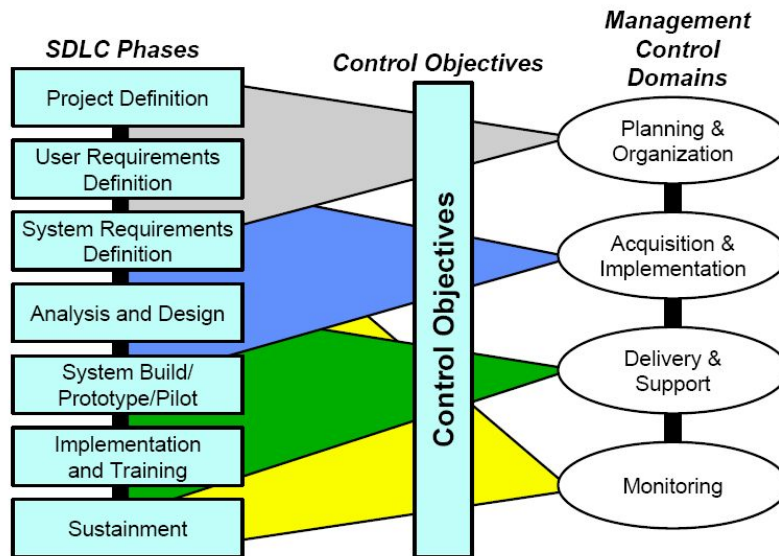 SDLC Phases
Project Definition
User Requirements
Definition
System Requirements
Definition
Analysis and Design
System Build/
Prototype/Pilot
Implementation
and Training
Sustainment
Control Objectives
Control Objectives
Management
Control
Domains
Planning &
Organization
Acquisition &
Implementation
Delivery &
Support
Monitoring